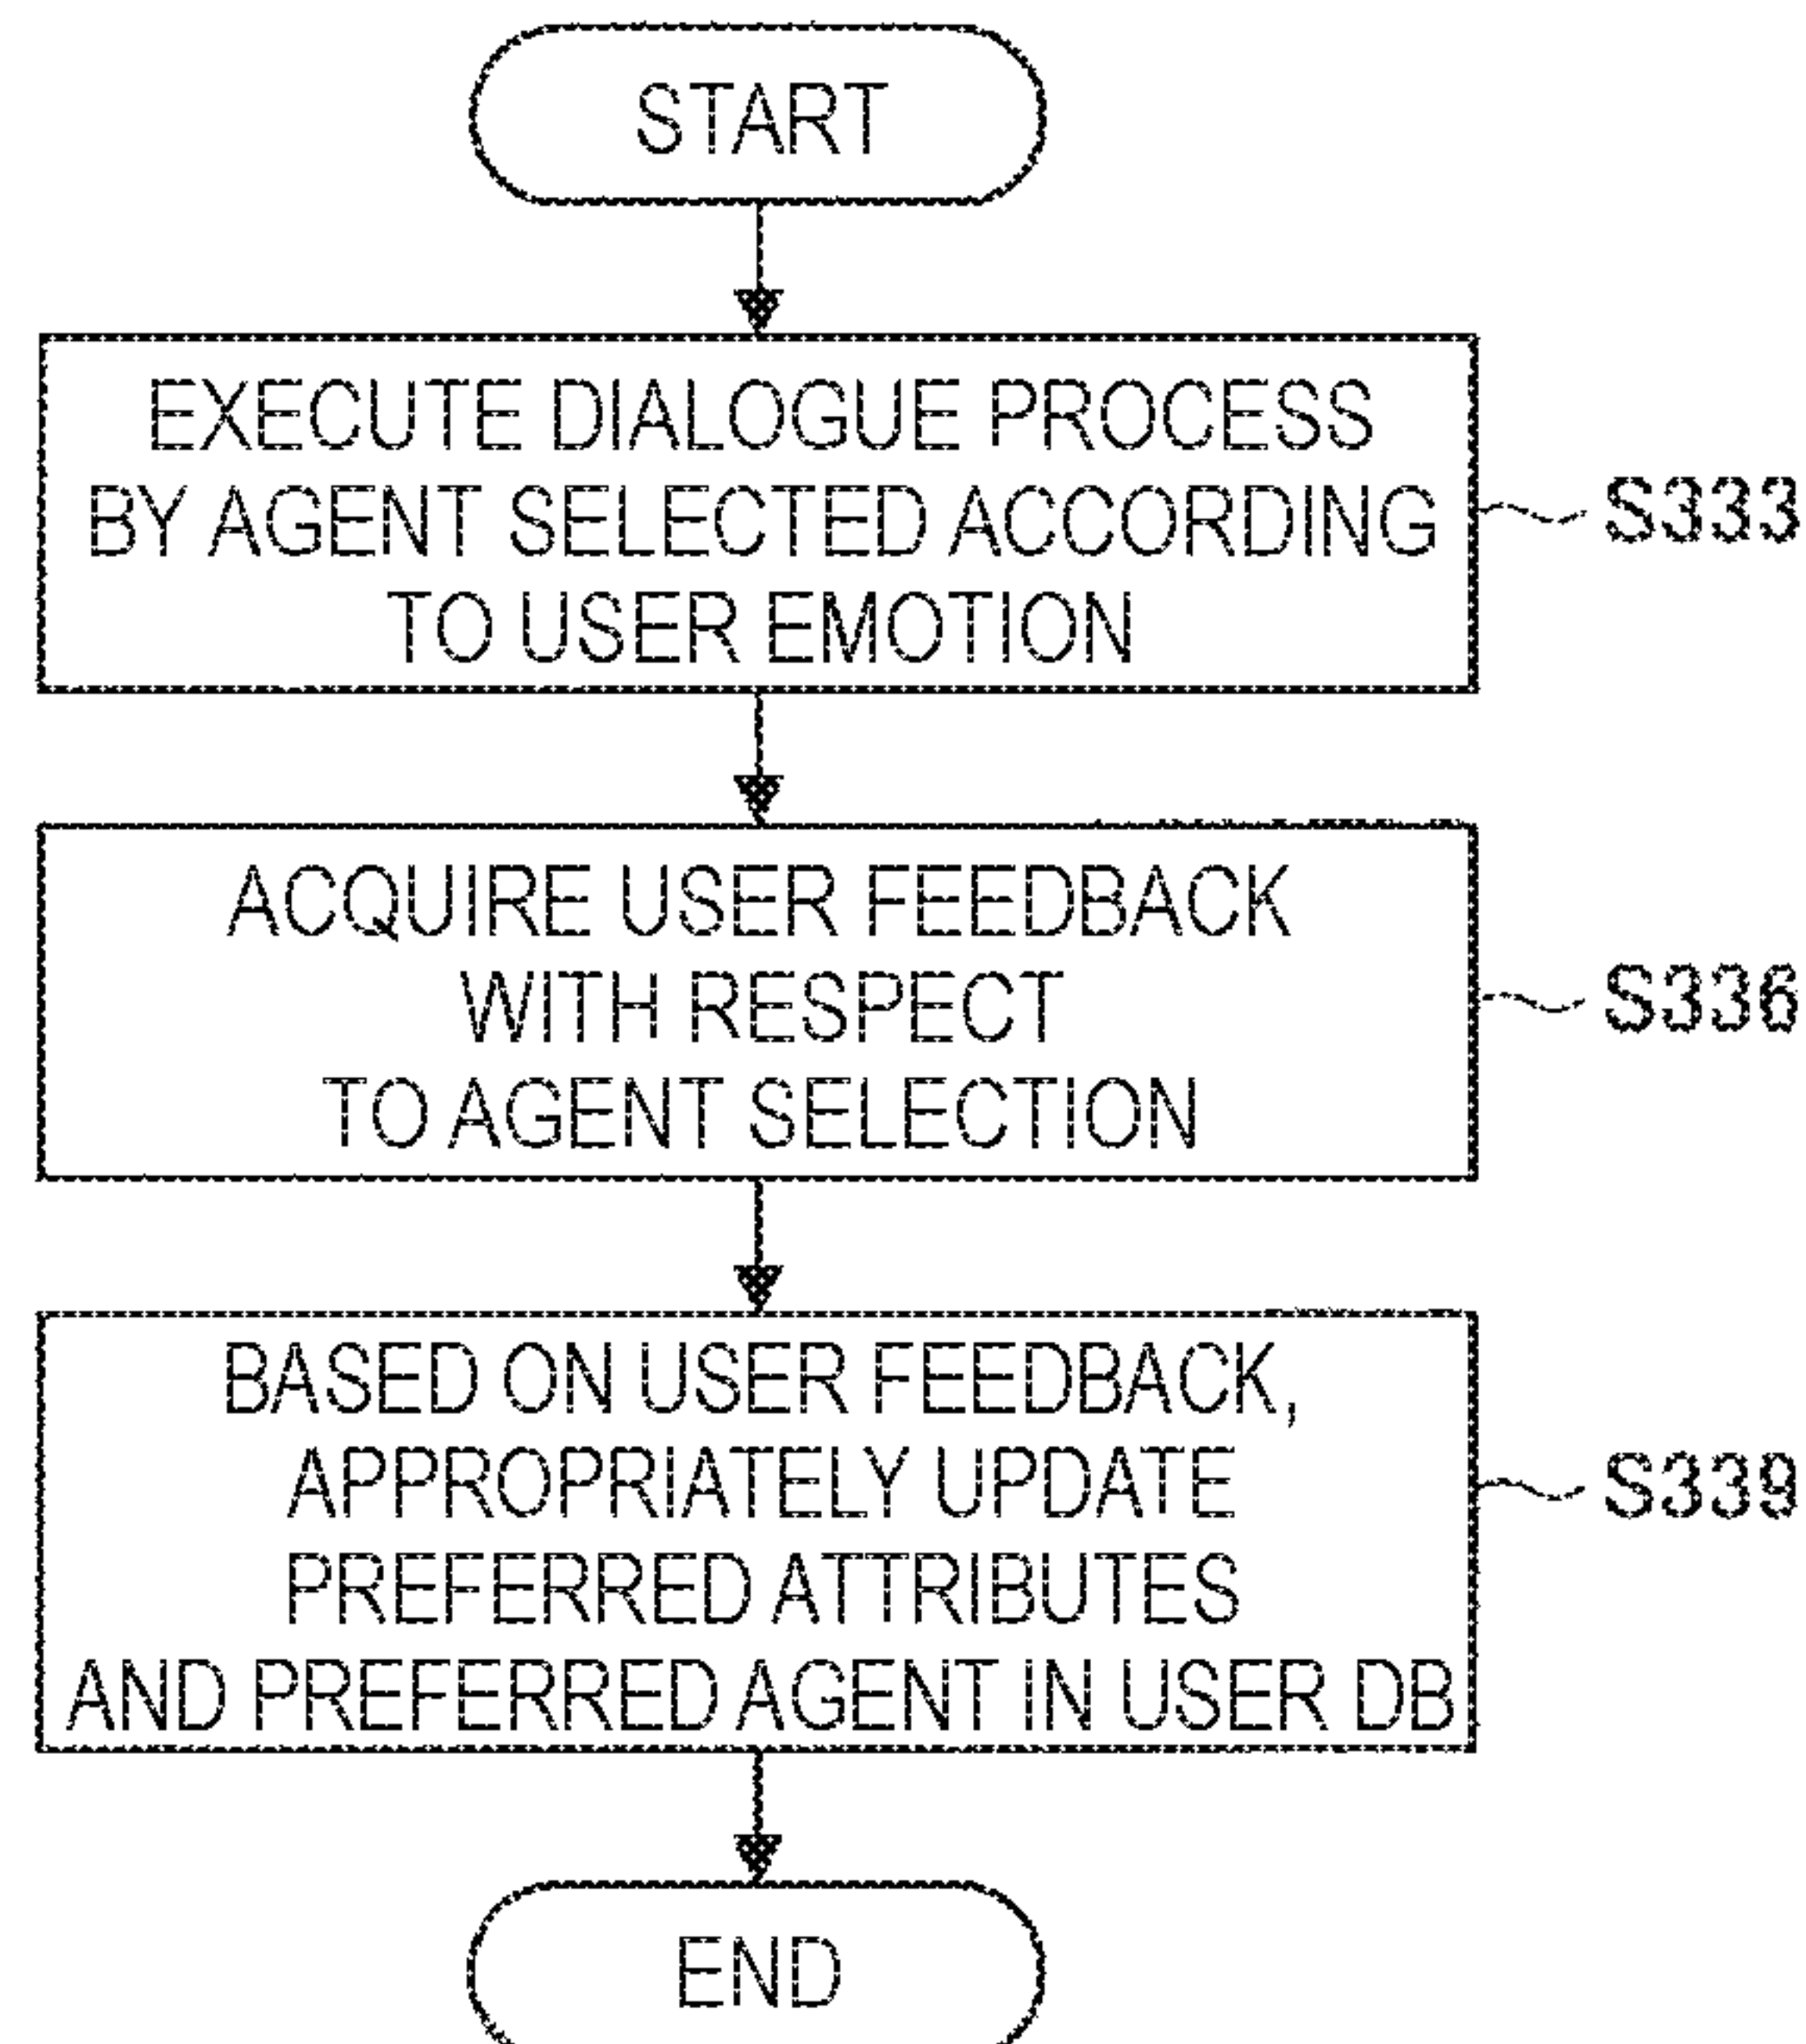 START
EXECUTE DIALOGUE PROCESS
BY AGENT SELECTED ACCORDING
TO USER EMOTION
S333
ACQUIRE USER FEEDBACK
WITH RESPECT
TO AGENT SELECTION
S336
BASED ON USER FEEDBACK,
APPROPRIATELY UPDATE
PREFERRED ATTRIBUTES
AND PREFERRED AGENT IN USER DB
S339
END